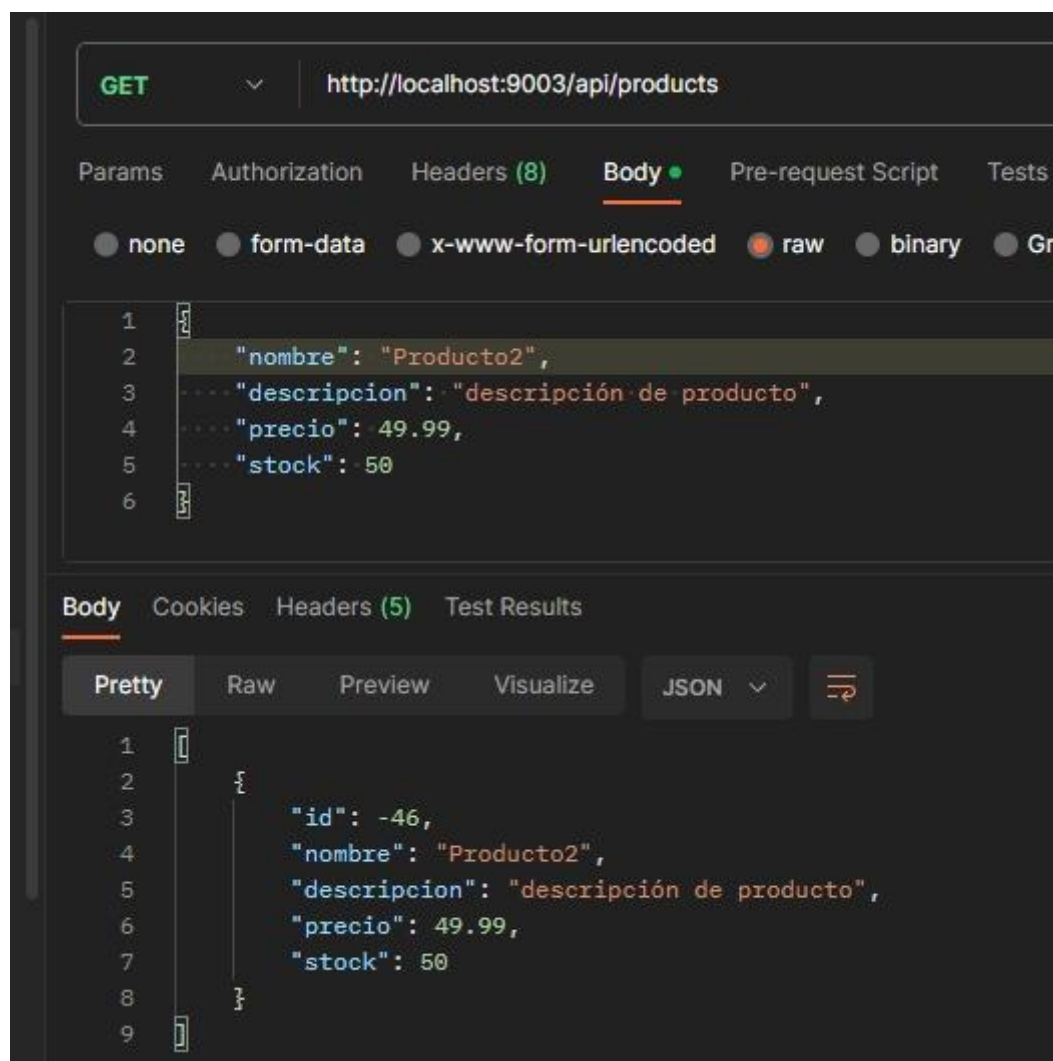 GET http://localhost:9003/api/products
Params Authorization Headers (8) Body Pre-request Script Tests
none form-data x-www-form-urlencoded raw binary Gr
1 {
2 "nombre": "Producto2",
3 "descripcion": "descripción de producto",
4 "precio": 49.99,
5 "stock": 50
6 }
Body Cookies Headers (5) Test Results
Pretty Raw Preview Visualize JSON
1 [
2 {
3 "id": -46,
4 "nombre": "Producto2",
5 "descripcion": "descripción de producto",
6 "precio": 49.99,
7 "stock": 50
8 }
9 ]